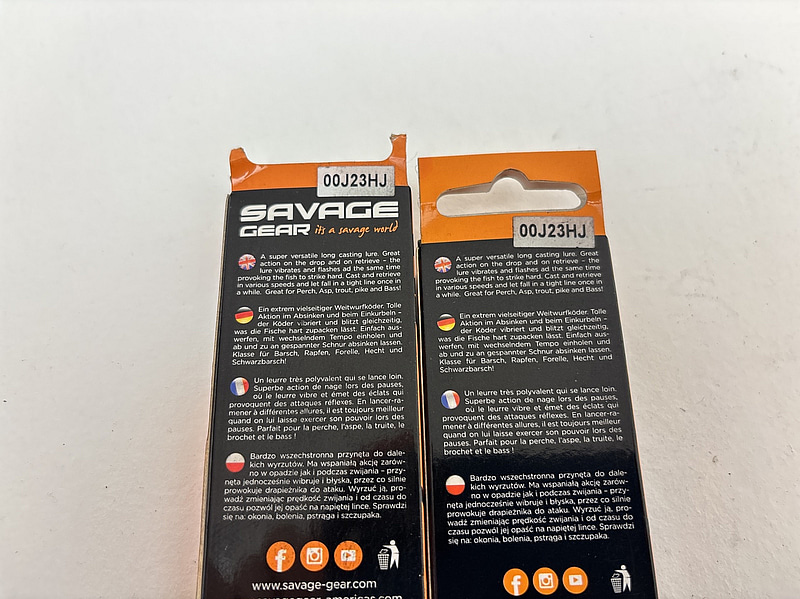 00J23HJ
SAVAGE
GEAR it's a savage world
A super versatile long casting lure. Great
action on the drop and on retrieve – the
lure vibrates and flashes ad the same time
provoking the fish to strike hard. Cast and retrieve
in various speeds and let fall in a tight line once in
a while. Great for Perch, Asp, trout, pike and Bass!
Ein extrem vielseitiger Weitwurfköder. Tolle
Aktion im Absinken und beim Einkurbeln –
der Köder vibriert und blitzt gleichzeitig,
was die Fische hart zupacken lässt. Einfach aus-
werfen, mit wechselndem Tempo einholen und
ab und zu an gespannter Schnur absinken lassen.
Klasse für Barsch, Rapfen, Forelle, Hecht und
Schwarzbarsch!
Un leurre très polyvalent qui se lance loin.
Superbe action de nage lors des pauses,
où le leurre vibre et émet des éclats qui
provoquent des attaques réflexes. En lancer-ra-
mener à différentes allures, il est toujours meilleur
quand on lui laisse exercer son pouvoir lors des
pauses. Parfait pour la perche, l'aspe, la truite, le
brochet et le bass !
Bardzo wszechstronna przynęta do dale-
kich wyrzutów. Ma wspaniałą akcję zarów-
no w opadzie jak i podczas zwijania - przy-
nęta jednocześnie wibruje i błyska, przez co silnie
prowokuje drapieżnika do ataku. Wyrzuć ją, pro-
wadź zmieniając prędkość zwijania i od czasu do
czasu pozwól jej opaść na napiętej lince. Sprawdzi
się na: okonia, bolenia, pstrąga i szczupaka.
www.savage-gear.com
savagegear-americas.com
00J23HJ
A super versatile long casting lure. Great
action on the drop and on retrieve – the
lure vibrates and flashes ad the same time
provoking the fish to strike hard. Cast and retrieve
in various speeds and let fall in a tight line once in
a while. Great for Perch, Asp, trout, pike and Bass!
Ein extrem vielseitiger Weitwurfköder. Tolle
Aktion im Absinken und beim Einkurbeln –
der Köder vibriert und blitzt gleichzeitig,
was die Fische hart zupacken lässt. Einfach aus-
werfen, mit wechselndem Tempo einholen und
ab und zu an gespannter Schnur absinken lassen.
Klasse für Barsch, Rapfen, Forelle, Hecht und
Schwarzbarsch!
Un leurre très polyvalent qui se lance loin.
Superbe action de nage lors des pauses,
où le leurre vibre et émet des éclats qui
provoquent des attaques réflexes. En lancer-ra-
mener à différentes allures, il est toujours meilleur
quand on lui laisse exercer son pouvoir lors des
pauses. Parfait pour la perche, l'aspe, la truite, le
brochet et le bass !
Bardzo wszechstronna przynęta do dale-
kich wyrzutów. Ma wspaniałą akcję zarów-
no w opadzie jak i podczas zwijania - przy-
nęta jednocześnie wibruje i błyska, przez co silnie
prowokuje drapieżnika do ataku. Wyrzuć ją, pro-
wadź zmieniając prędkość zwijania i od czasu do
czasu pozwól jej opaść na napiętej lince. Sprawdzi
się na: okonia, bolenia, pstrąga i szczupaka.